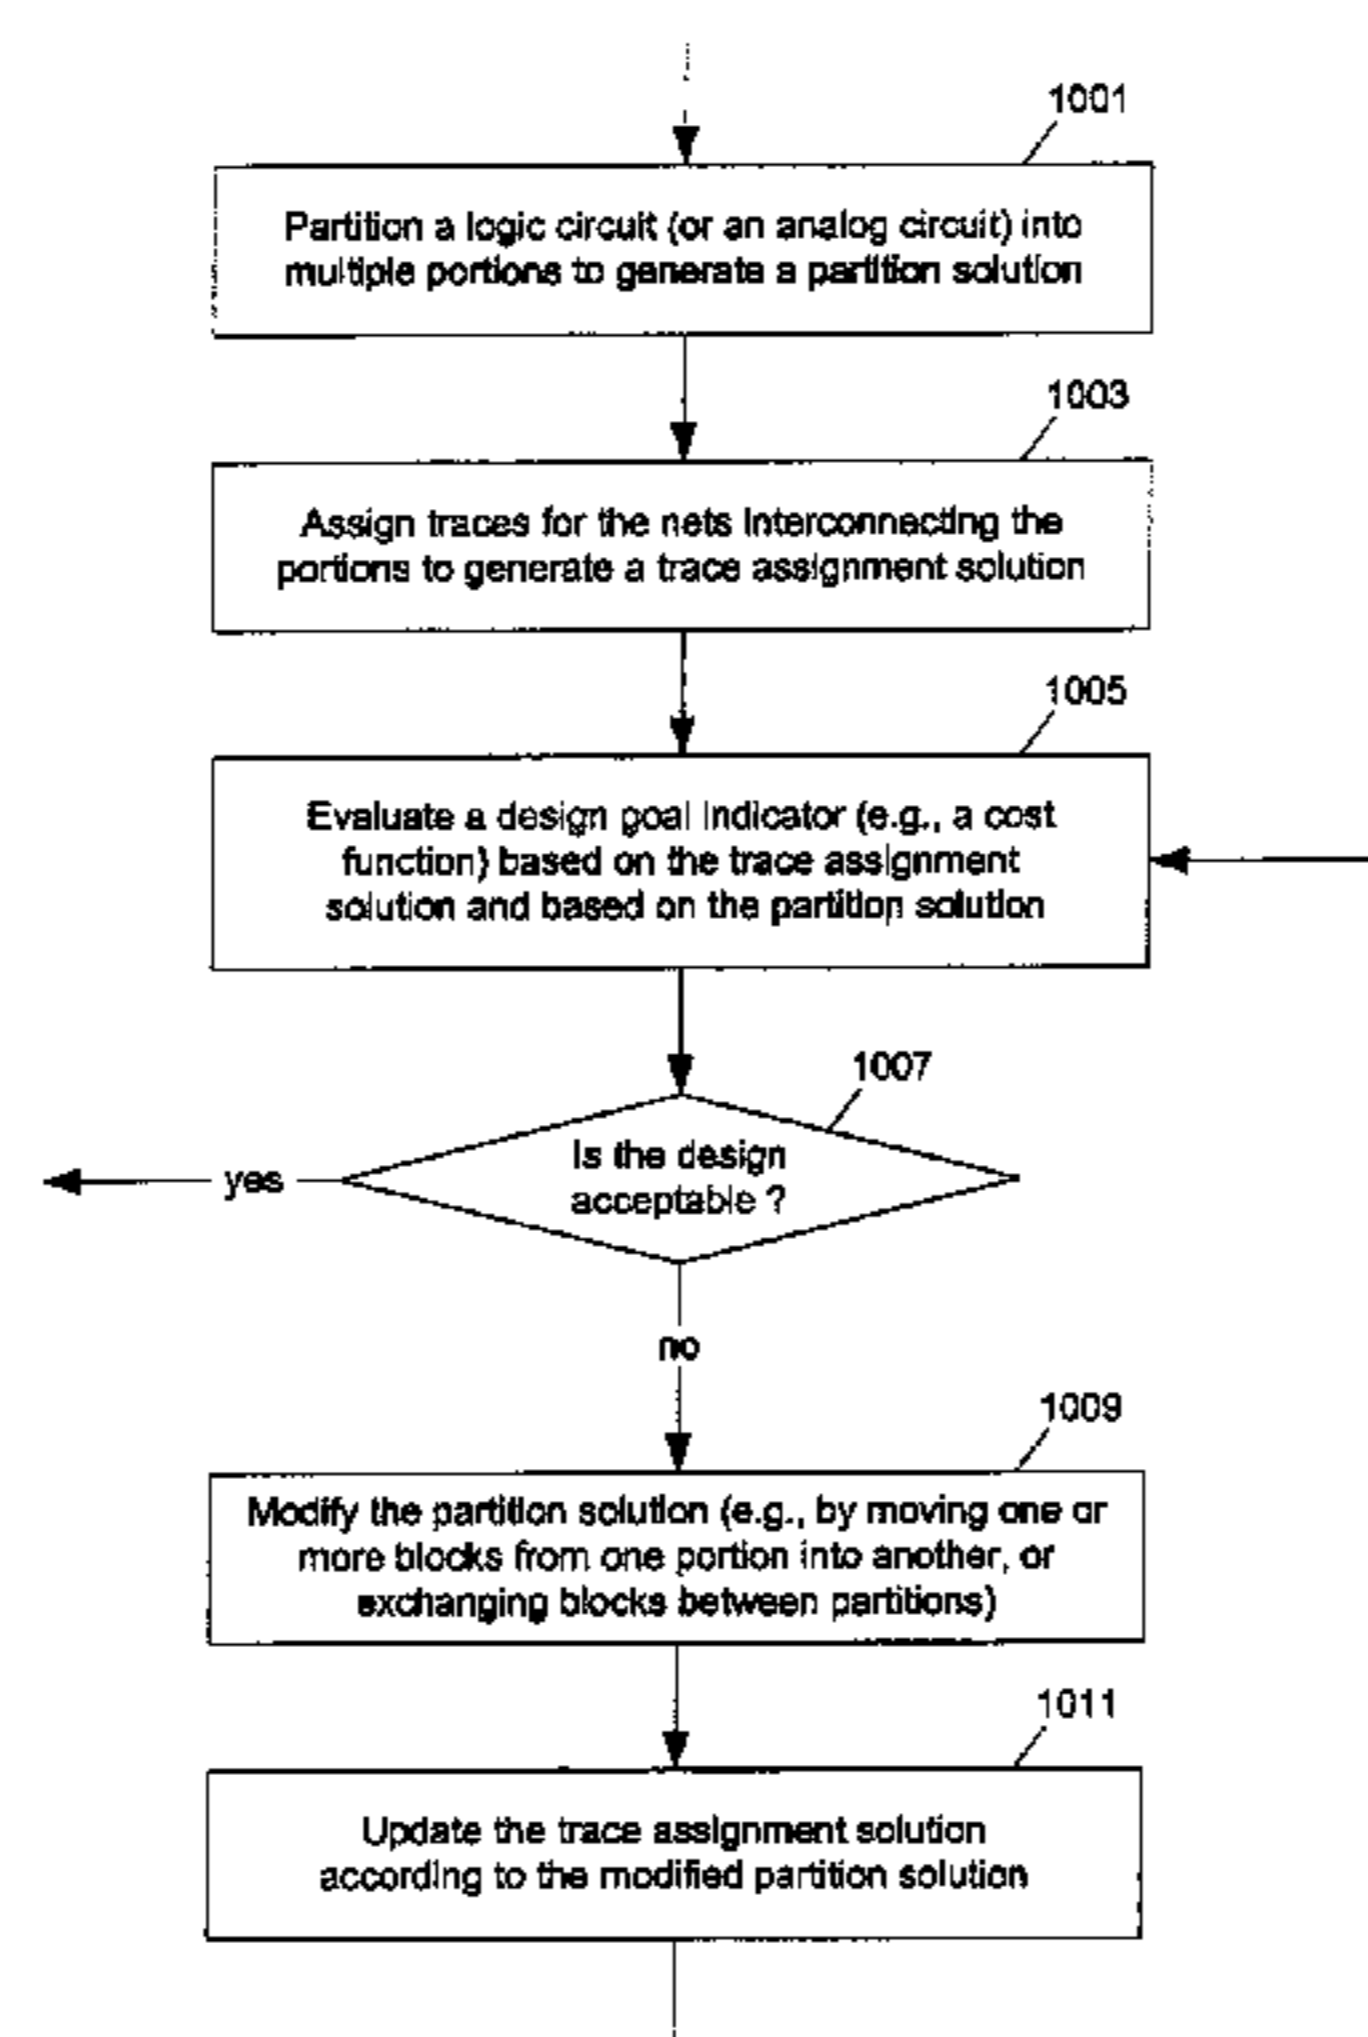 1001
Partition a logic circuit (or an analog circuit) into
multiple portions to generate a partition solution
1003
Assign traces for the nets interconnecting the
portions to generate a trace assignment solution
1005
Evaluate a design goal indicator (e.g., a cost
function) based on the trace assignment
solution and based on the partition solution
1007
Is the design
acceptable ?
yes
no
1009
Modify the partition solution (e.g., by moving one or
more blocks from one portion into another, or
exchanging blocks between partitions)
1011
Update the trace assignment solution
according to the modified partition solution